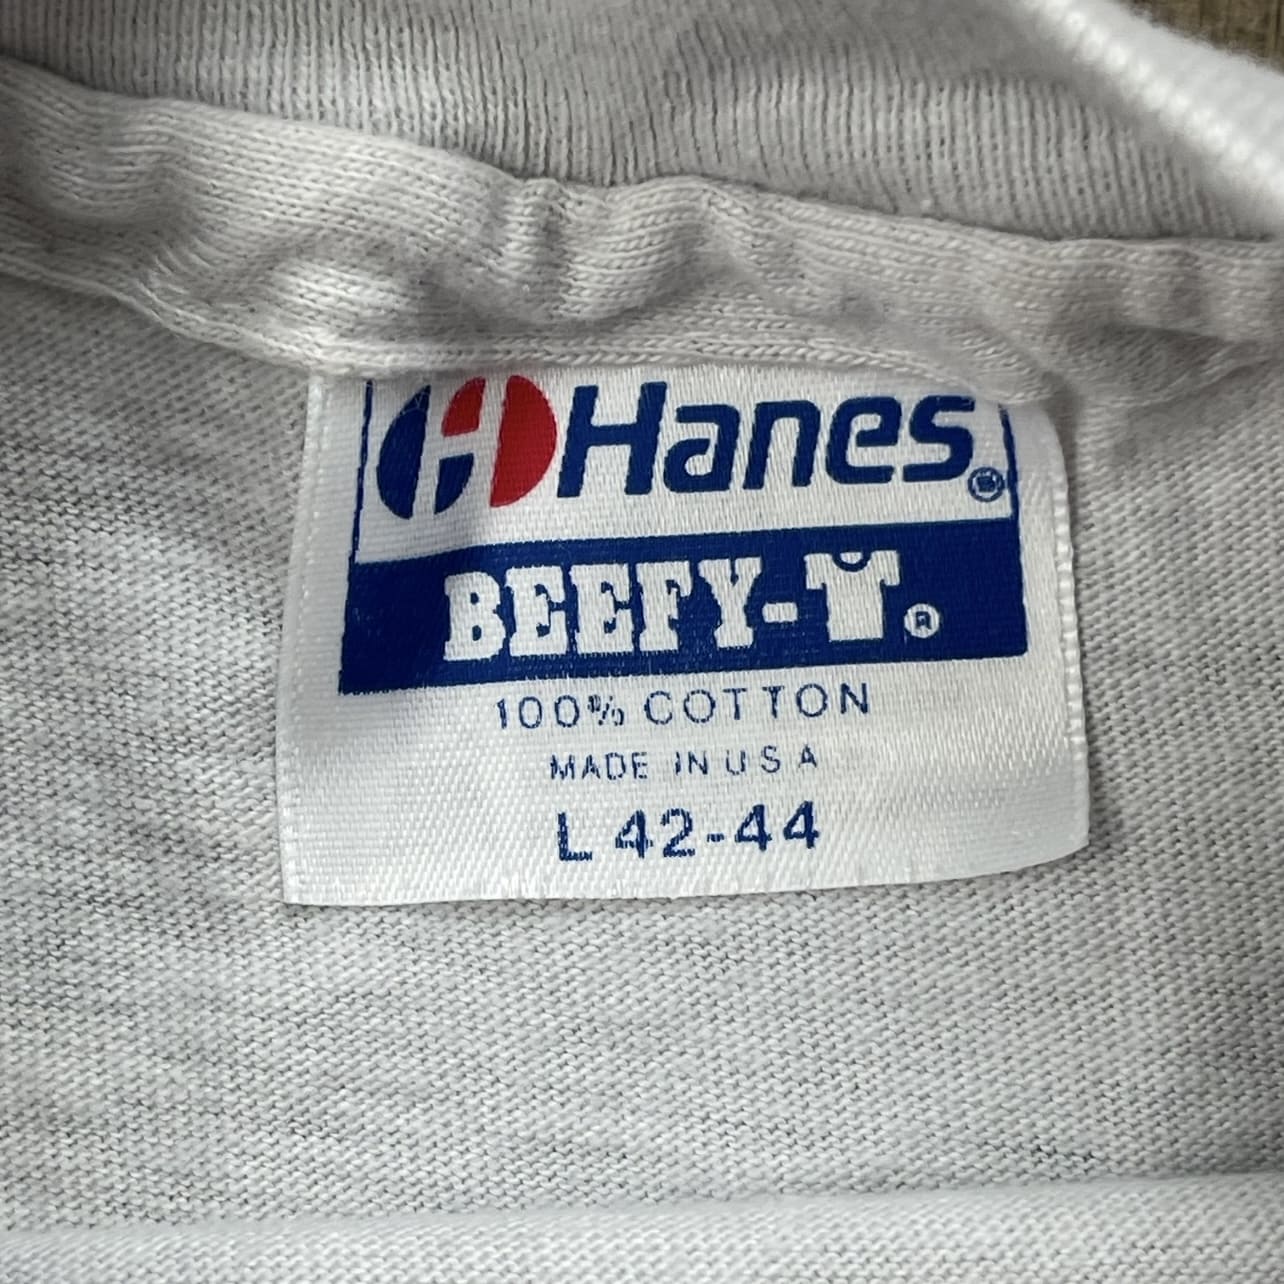 Hanes®
BEEFY-T®
100% COTTON
MADE IN USA
L 42-44